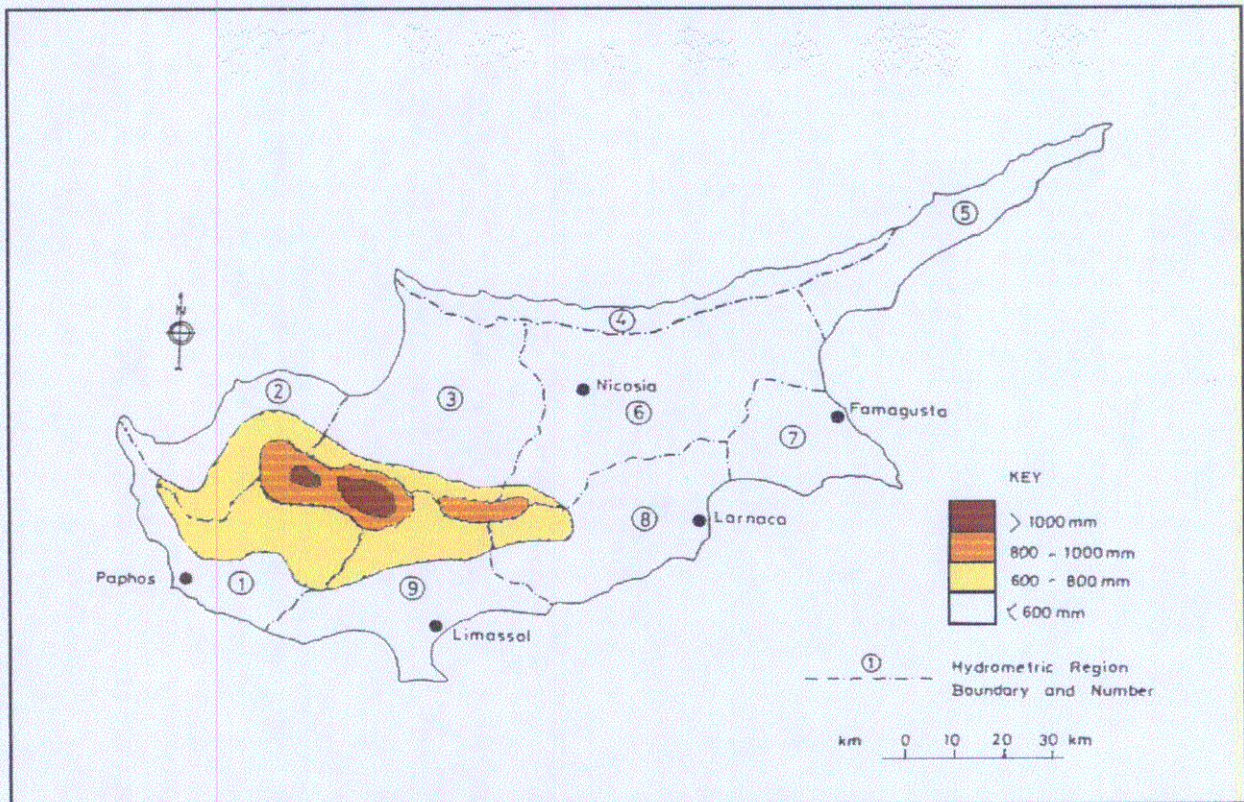 N
5
4
2
3
Nicosia
6
Famagusta
7
KEY
> 1000 mm
800 - 1000 mm
600 - 800 mm
< 600 mm
8
Larnaca
Paphos
1
9
Limassol
1
Hydrometric Region
Boundary and Number
km 0 10 20 30 km